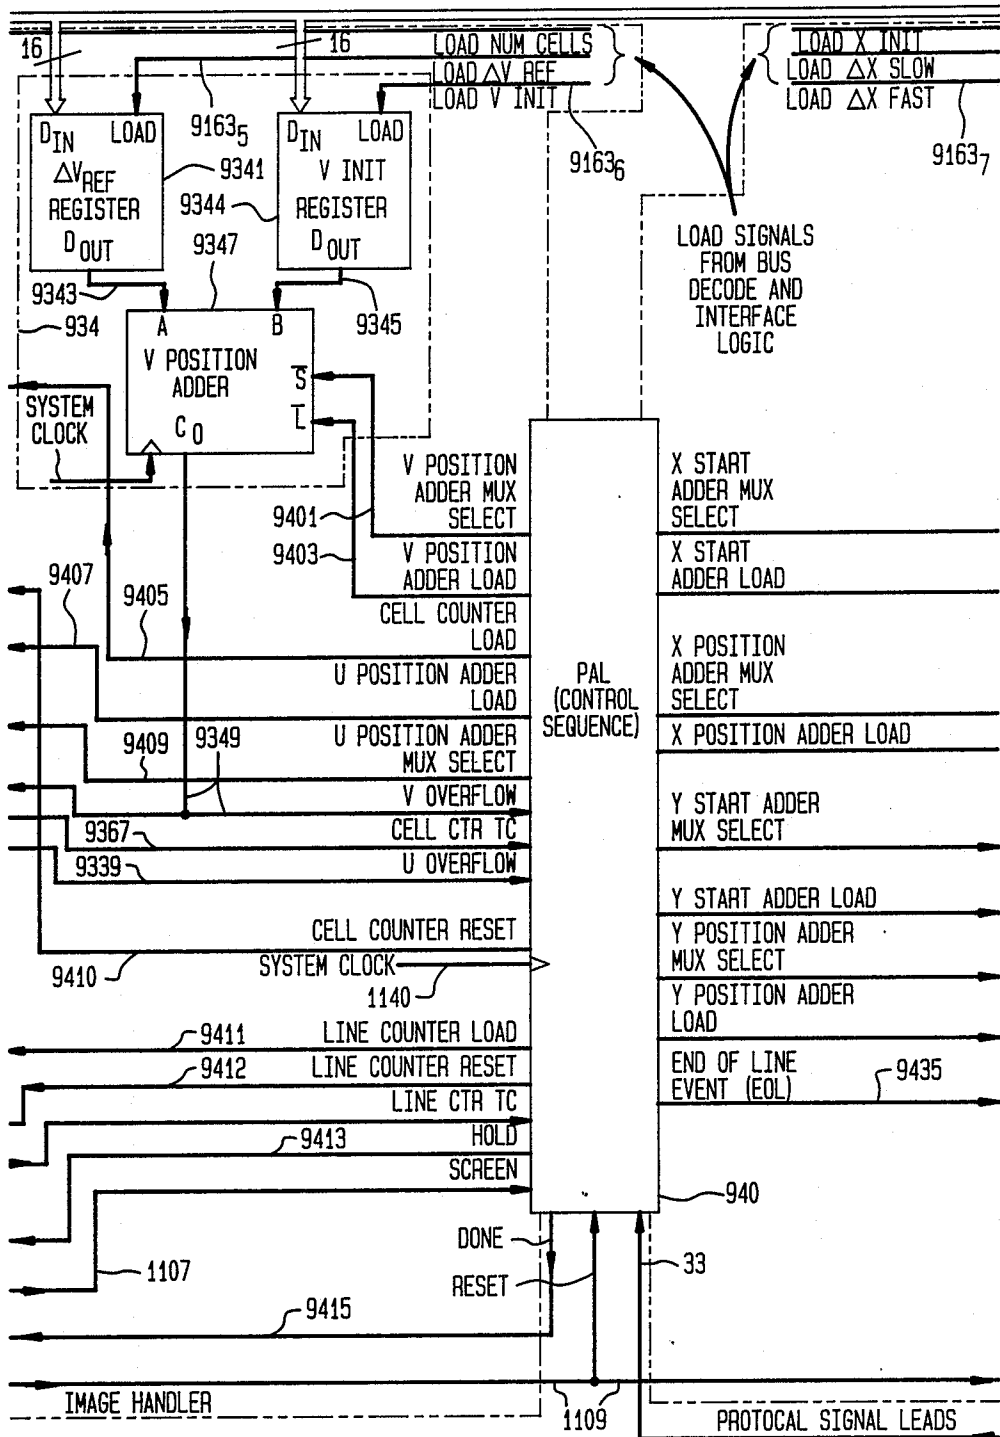 16
16
LOAD NUM CELLS
LOAD ΔV REF
LOAD V INIT
LOAD X INIT
LOAD ΔX SLOW
LOAD ΔX FAST
9163₅
9163₆
9163₇
D_IN LOAD
ΔV_REF
REGISTER
D_OUT
9341
D_IN LOAD
V INIT
REGISTER
D_OUT
9344
9347
9343
9345
934
LOAD SIGNALS
FROM BUS
DECODE AND
INTERFACE
LOGIC
A B
V POSITION
ADDER
S̅
L̅
C_O
SYSTEM
CLOCK
V POSITION
ADDER MUX
SELECT
9401
9403
V POSITION
ADDER LOAD
CELL COUNTER
LOAD
9407
9405
U POSITION ADDER
LOAD
U POSITION ADDER
MUX SELECT
9409
9349
V OVERFLOW
CELL CTR TC
9367
U OVERFLOW
9339
CELL COUNTER RESET
9410
SYSTEM CLOCK
1140
LINE COUNTER LOAD
9411
LINE COUNTER RESET
9412
LINE CTR TC
HOLD
9413
SCREEN
1107
PAL
(CONTROL
SEQUENCE)
X START
ADDER MUX
SELECT
X START
ADDER LOAD
X POSITION
ADDER MUX
SELECT
X POSITION ADDER LOAD
Y START ADDER
MUX SELECT
Y START ADDER LOAD
Y POSITION ADDER
MUX SELECT
Y POSITION ADDER
LOAD
END OF LINE
EVENT (EOL)
9435
940
DONE
RESET
33
9415
IMAGE HANDLER
1109
PROTOCAL SIGNAL LEADS